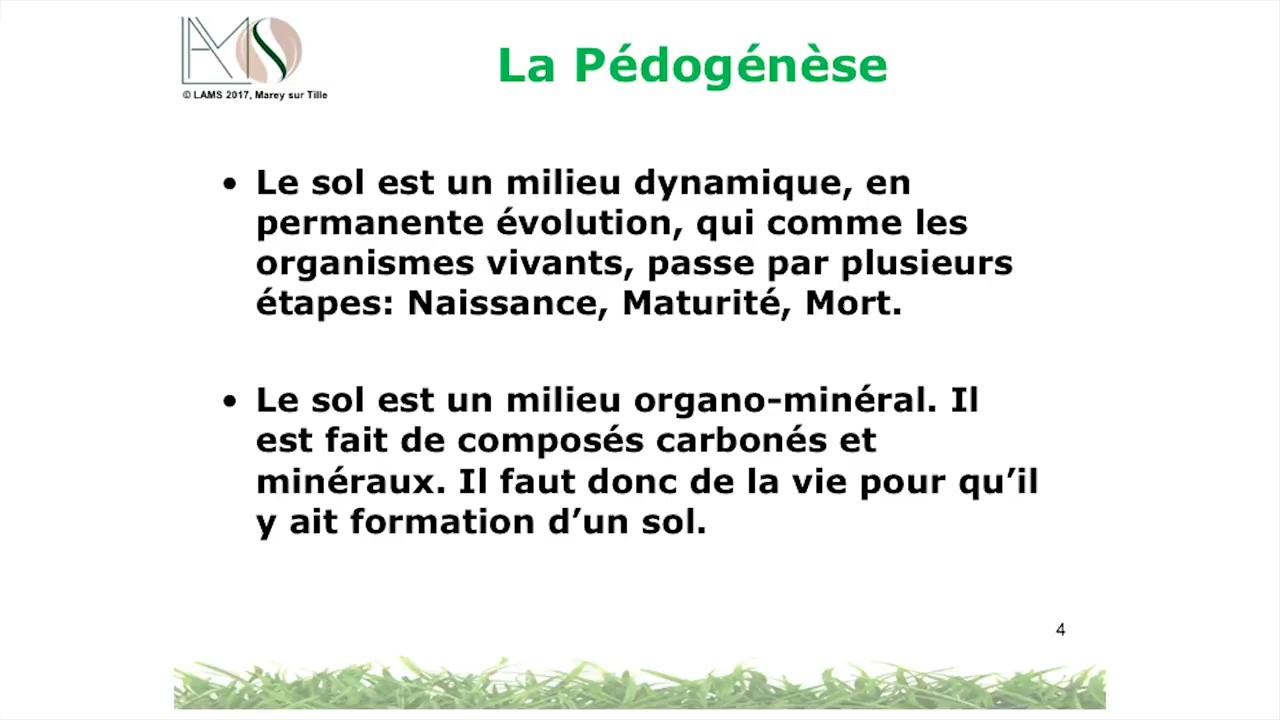 LAMS
© LAMS 2017, Marey sur Tille
La Pédogénèse
• Le sol est un milieu dynamique, en
permanente évolution, qui comme les
organismes vivants, passe par plusieurs
étapes: Naissance, Maturité, Mort.
• Le sol est un milieu organo-minéral. Il
est fait de composés carbonés et
minéraux. Il faut donc de la vie pour qu’il
y ait formation d’un sol.
4